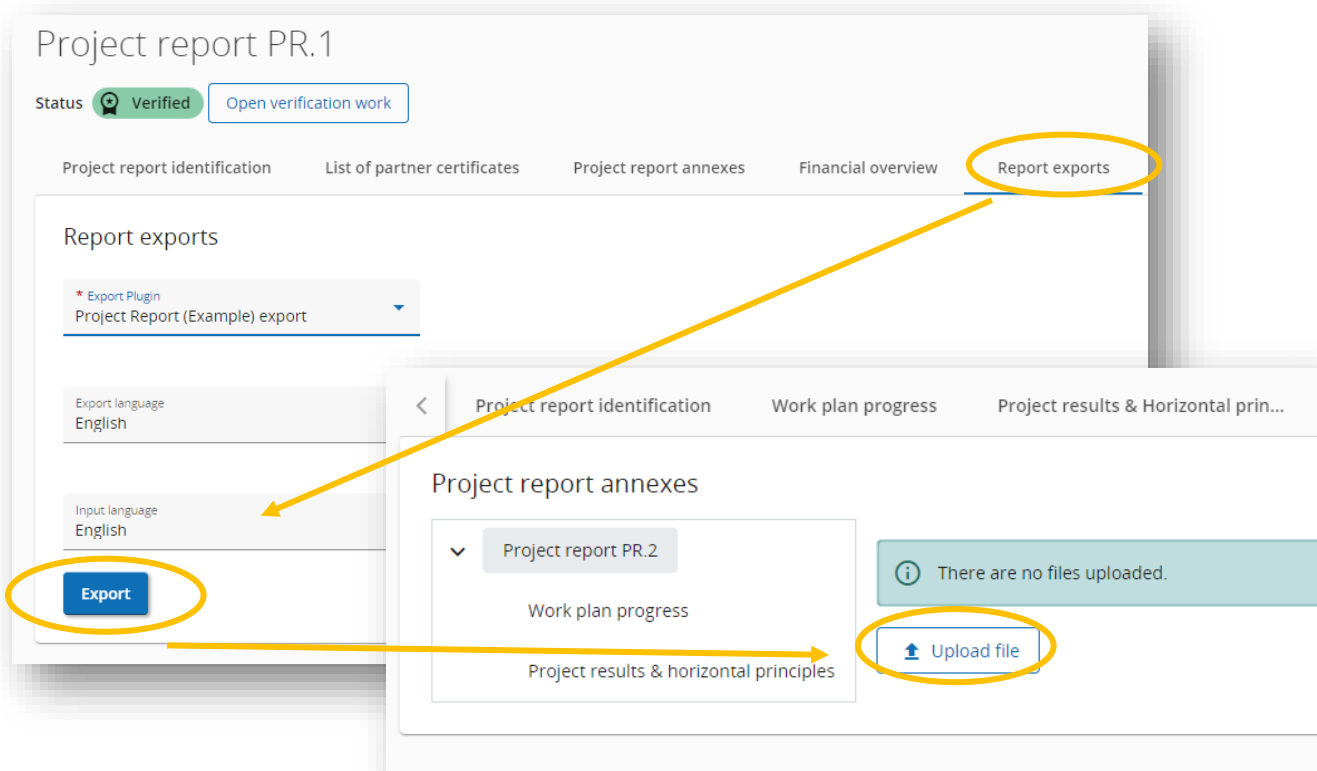 Project report PR.1
Status Verified Open verification work
Project report identification List of partner certificates Project report annexes Financial overview Report exports
Report exports
* Export Plugin
Project Report (Example) export
Export language
English
Input language
English
Export
Project report identification Work plan progress Project results & Horizontal prin...
Project report annexes
Project report PR.2
Work plan progress
Project results & horizontal principles
There are no files uploaded.
Upload file